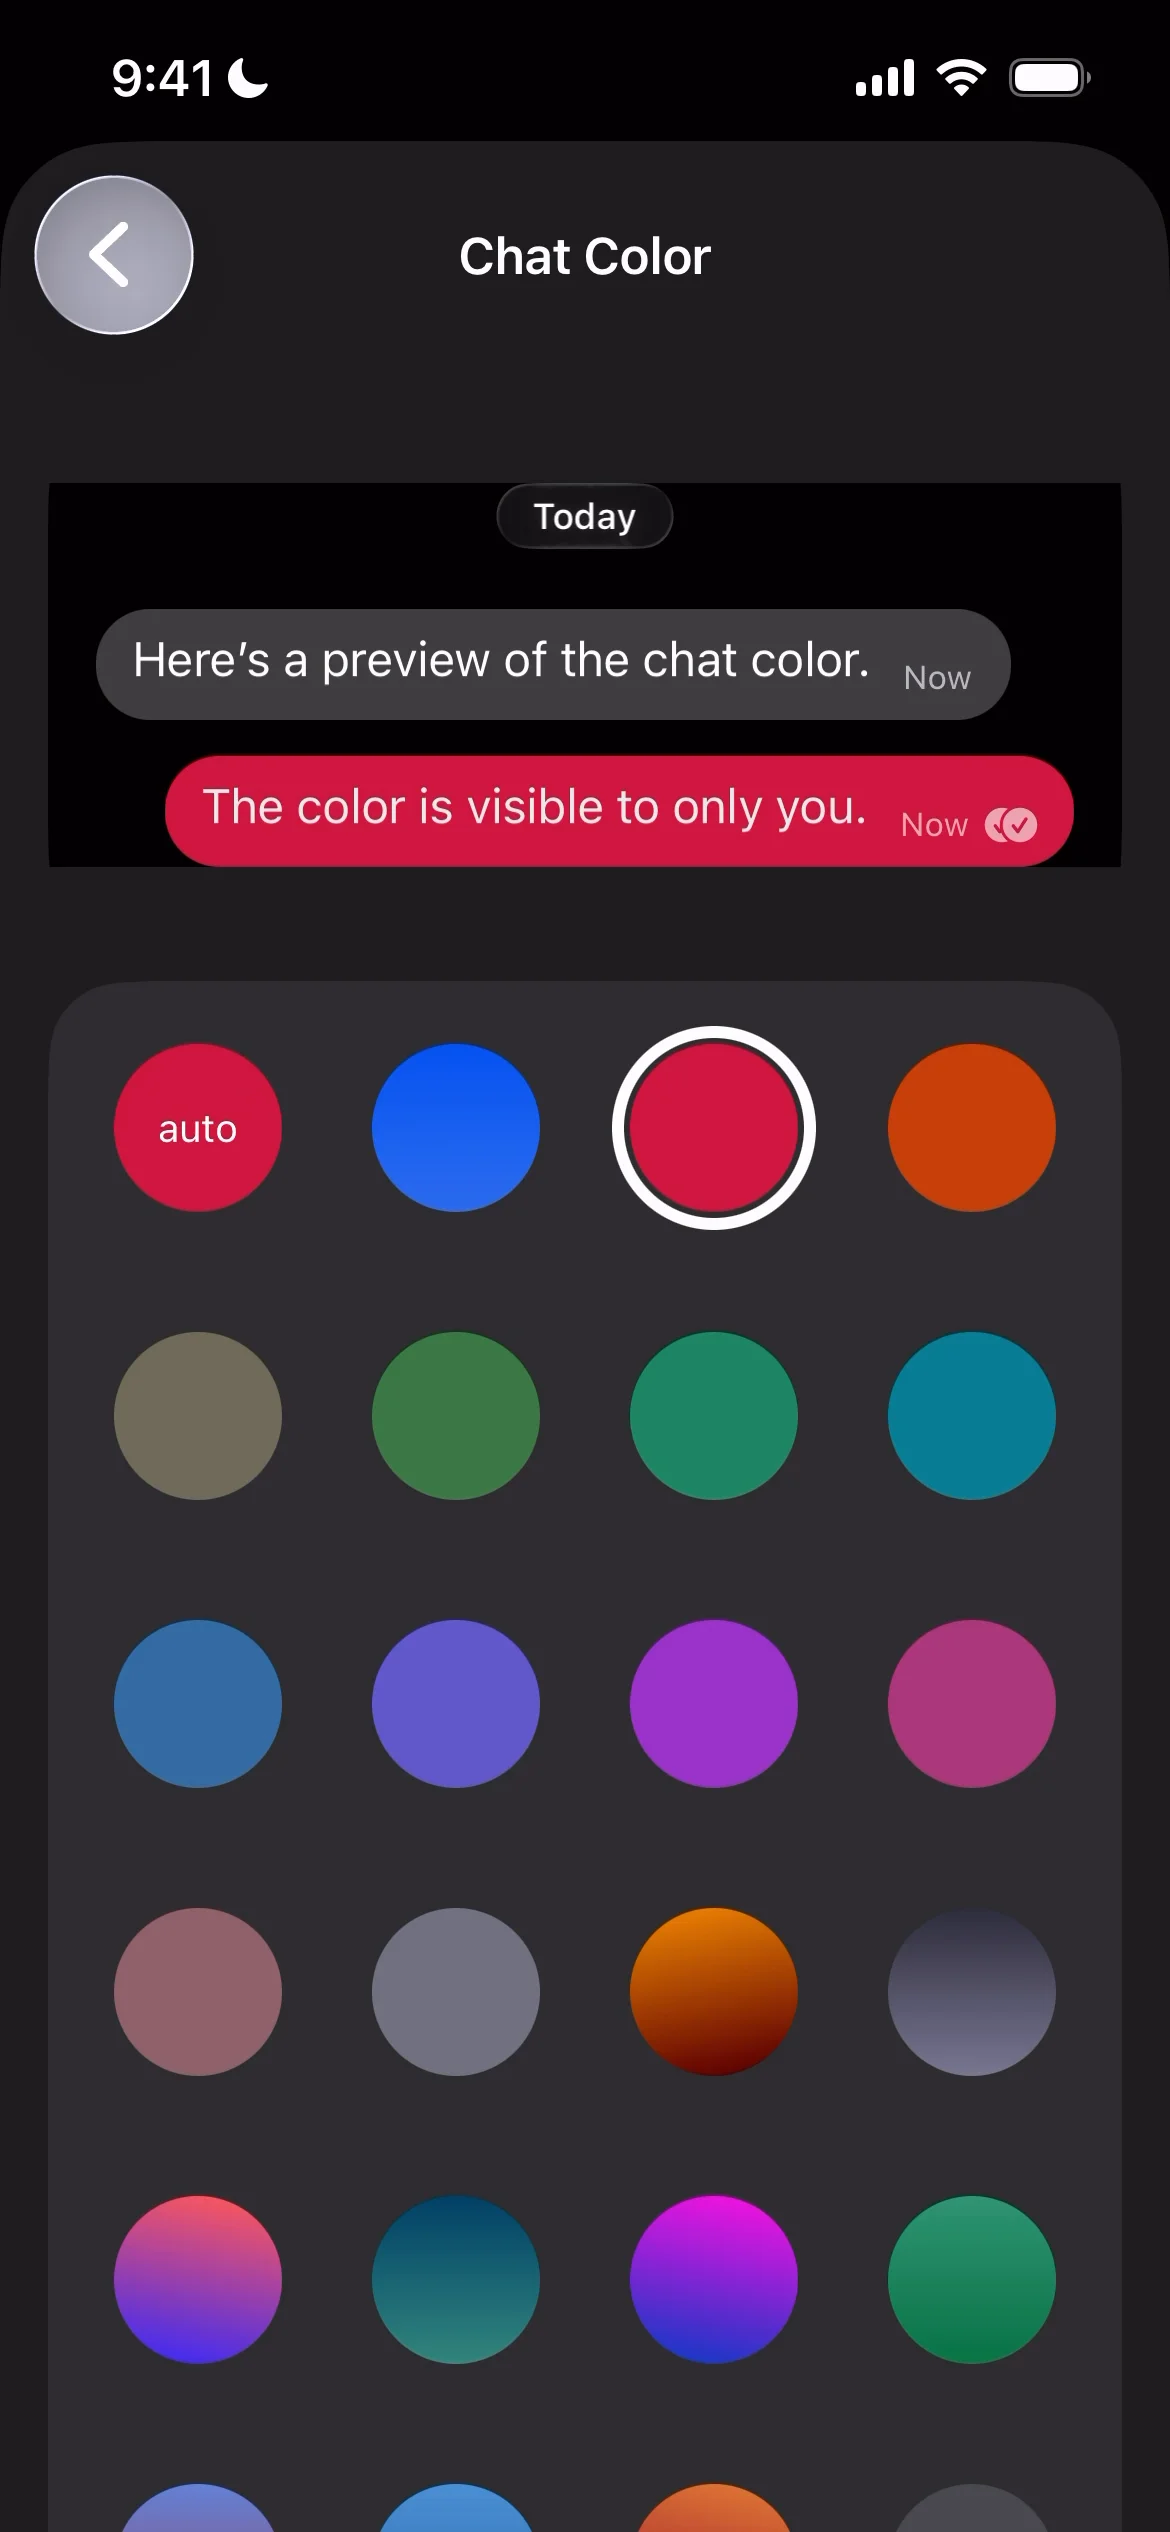 9:41
Chat Color
Today
Here’s a preview of the chat color. Now
The color is visible to only you. Now
auto